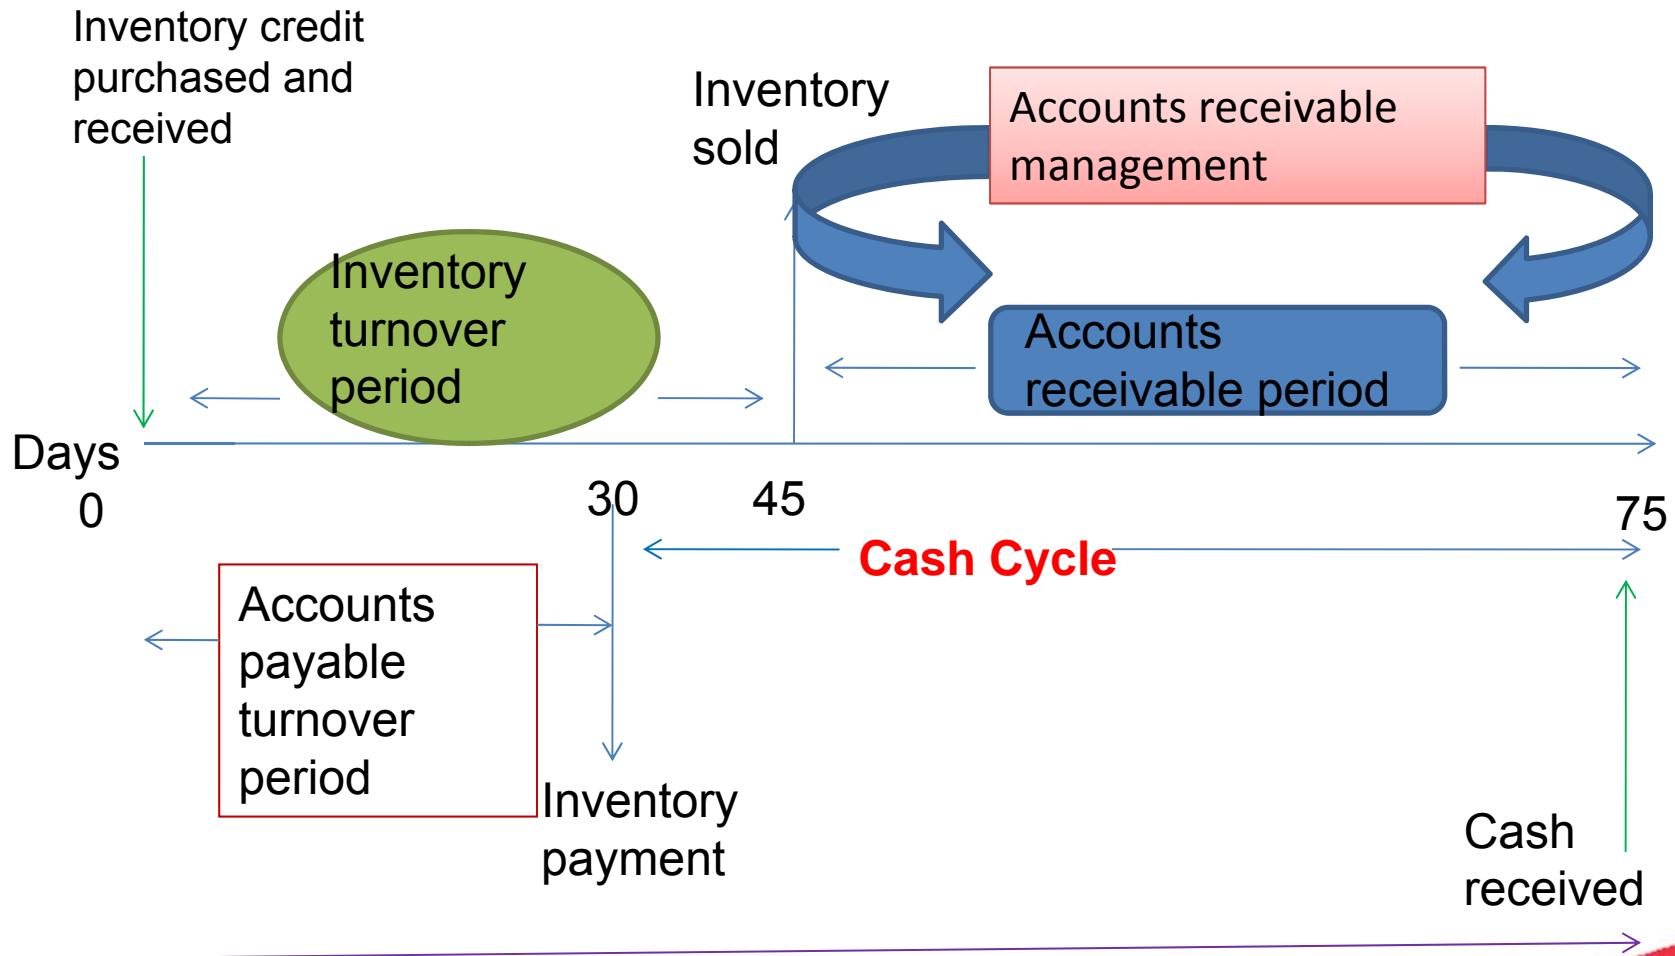 Inventory credit
purchased and
received
Inventory
sold
Accounts receivable
management
Inventory
turnover
period
Accounts
receivable period
Days
0
30
45
75
Cash Cycle
Accounts
payable
turnover
period
Inventory
payment
Cash
received